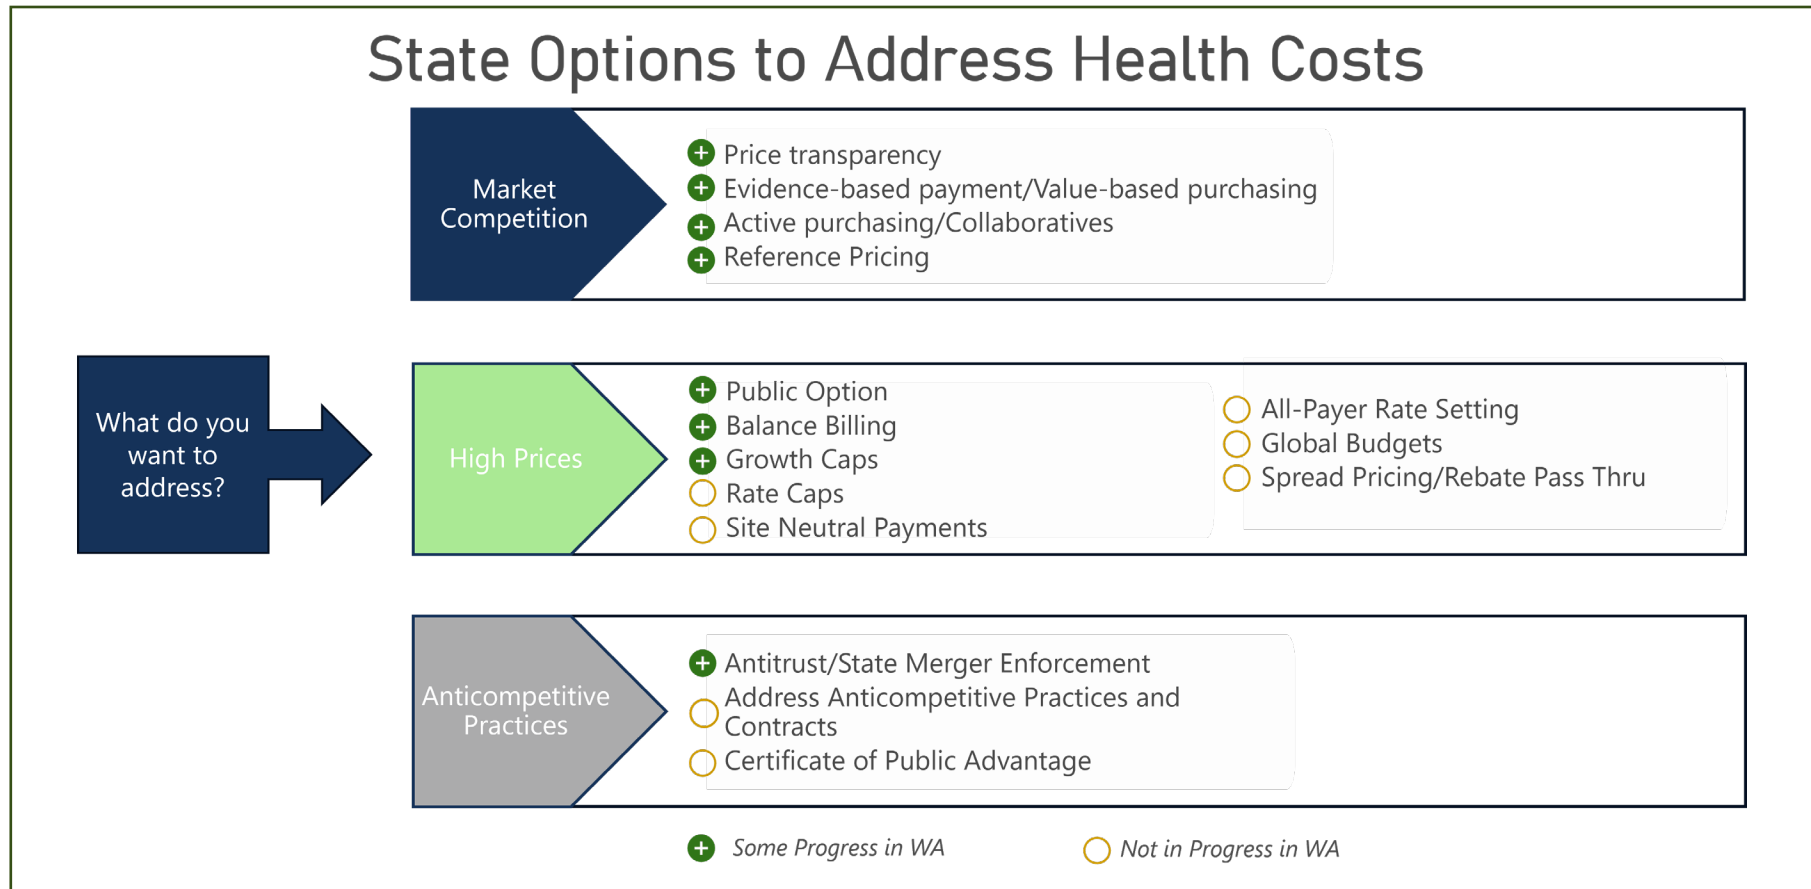 State Options to Address Health Costs
Market
Competition
Price transparency
Evidence-based payment/Value-based purchasing
Active purchasing/Collaboratives
Reference Pricing
What do you
want to
address?
High Prices
Public Option
Balance Billing
Growth Caps
Rate Caps
Site Neutral Payments
All-Payer Rate Setting
Global Budgets
Spread Pricing/Rebate Pass Thru
Anticompetitive
Practices
Antitrust/State Merger Enforcement
Address Anticompetitive Practices and
Contracts
Certificate of Public Advantage
Some Progress in WA
Not in Progress in WA